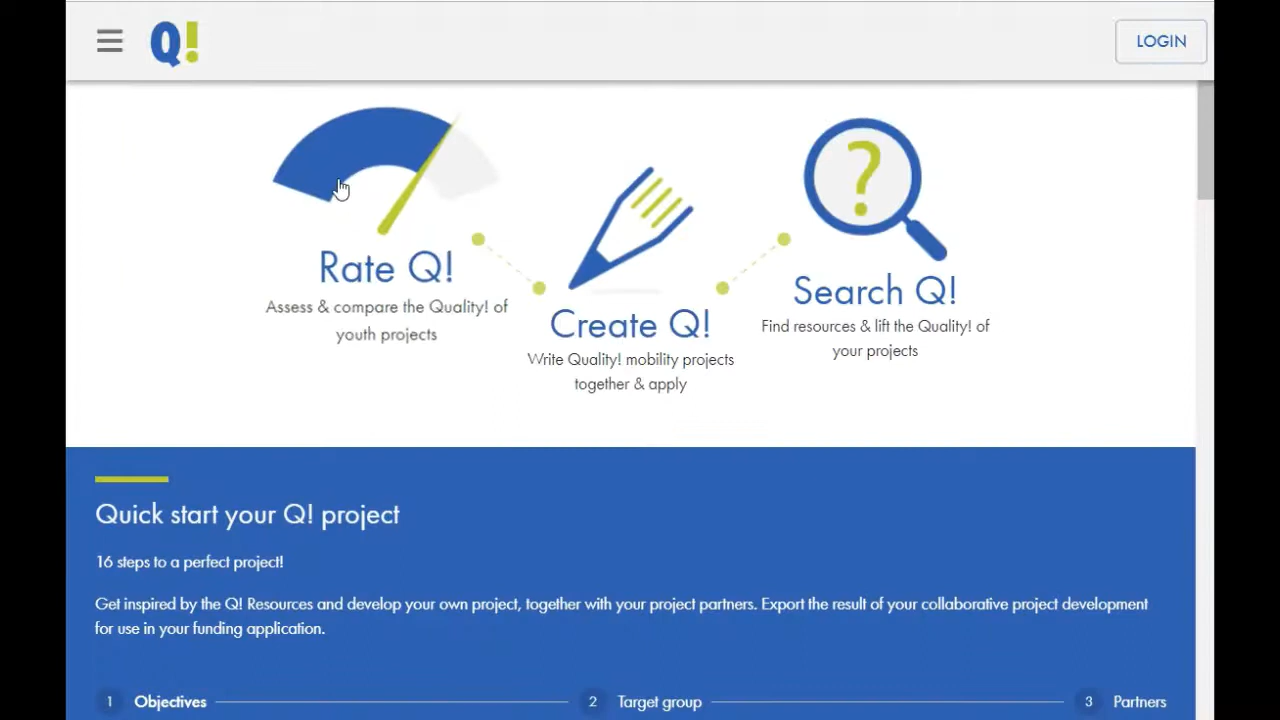 Q!
LOGIN
?
Rate Q!
Assess & compare the Quality! of
youth projects
Create Q!
Write Quality! mobility projects
together & apply
Search Q!
Find resources & lift the Quality! of
your projects
Quick start your Q! project
16 steps to a perfect project!
Get inspired by the Q! Resources and develop your own project, together with your project partners. Export the result of your collaborative project development
for use in your funding application.
1 Objectives 2 Target group 3 Partners